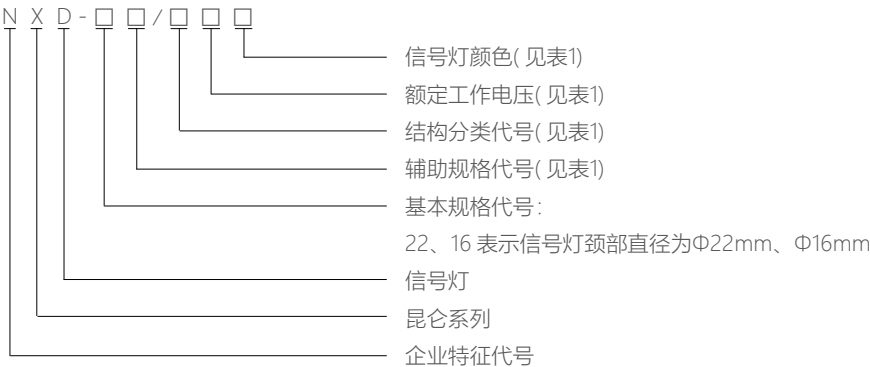 N X D - □ □ / □ □ □
信号灯颜色( 见表1)
额定工作电压( 见表1)
结构分类代号( 见表1)
辅助规格代号( 见表1)
基本规格代号:
22、16 表示信号灯颈部直径为Φ22mm、Φ16mm
信号灯
昆仑系列
企业特征代号